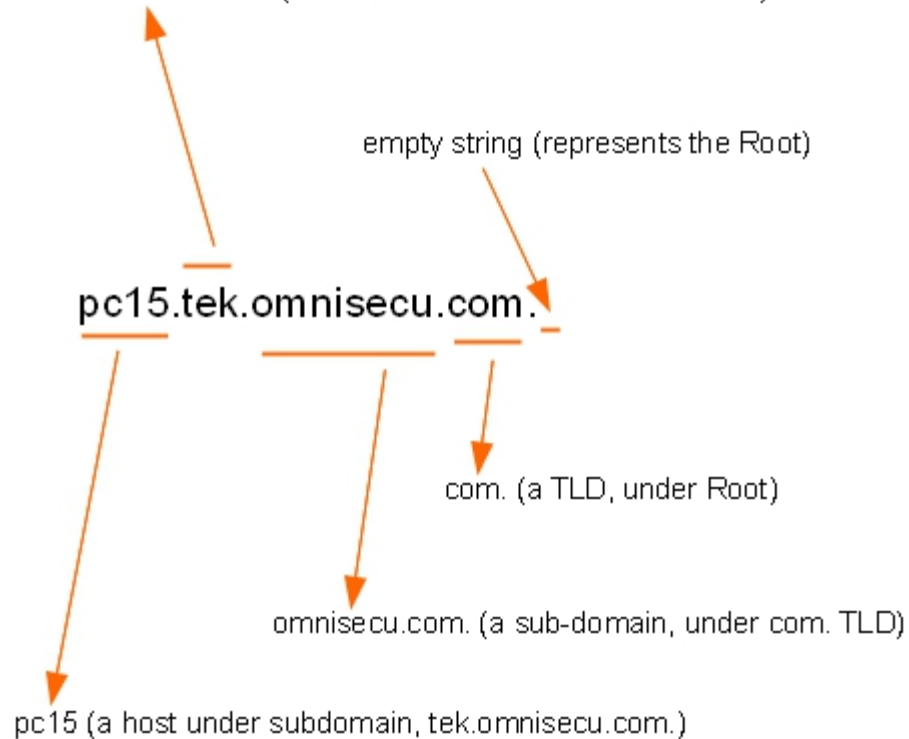 empty string (represents the Root)
pc15.tek.omnisecu.com.
com. (a TLD, under Root)
omnisecu.com. (a sub-domain, under com. TLD)
pc15 (a host under subdomain, tek.omnisecu.com.)